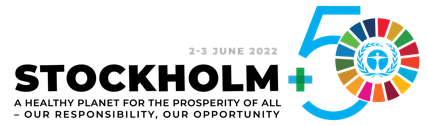 2-3 JUNE 2022
STOCKHOLM+50
A HEALTHY PLANET FOR THE PROSPERITY OF ALL
– OUR RESPONSIBILITY, OUR OPPORTUNITY